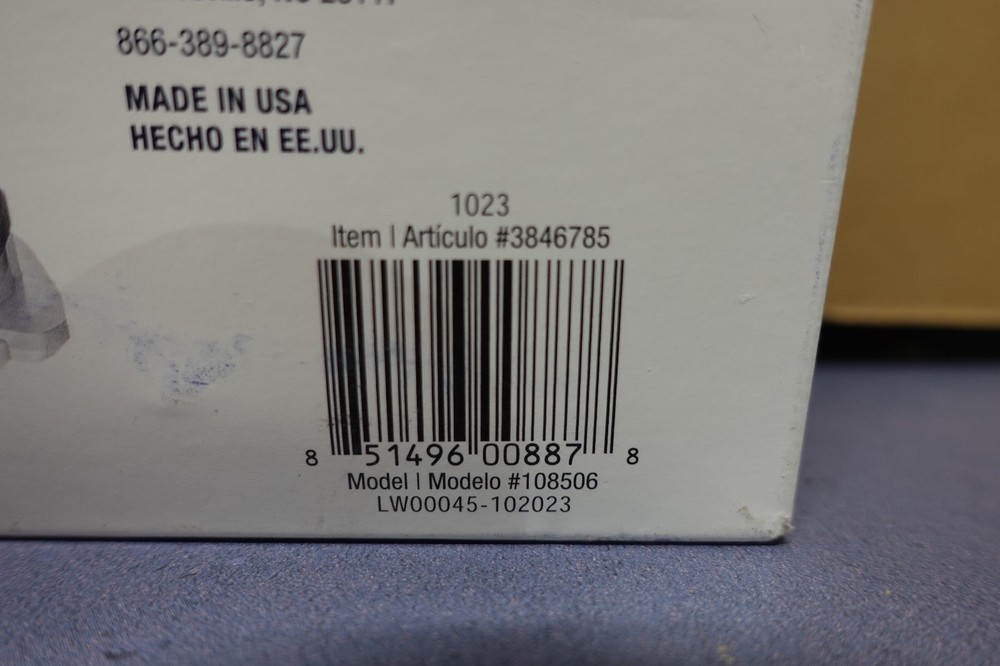 866-389-8827
MADE IN USA
HECHO EN EE.UU.
1023
Item | Artículo #3846785
8 51496 00887 8
Model | Modelo #108506
LW00045-102023